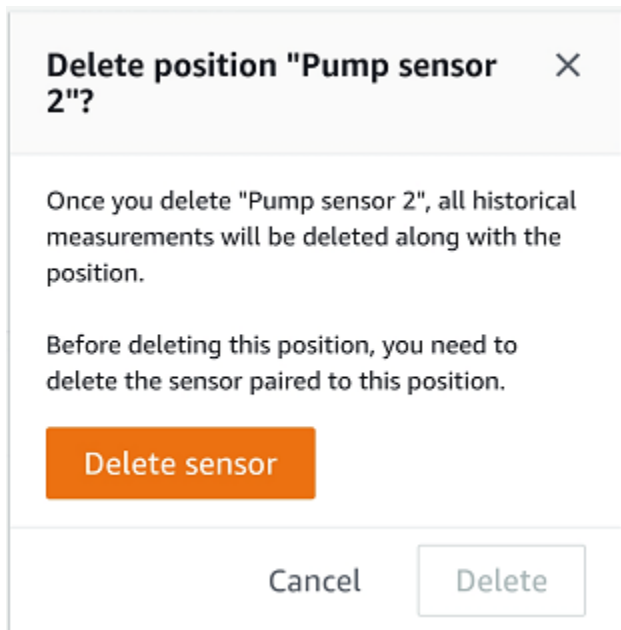 Delete position "Pump sensor
2"?
Once you delete "Pump sensor 2", all historical
measurements will be deleted along with the
position.
Before deleting this position, you need to
delete the sensor paired to this position.
Delete sensor
Cancel
Delete